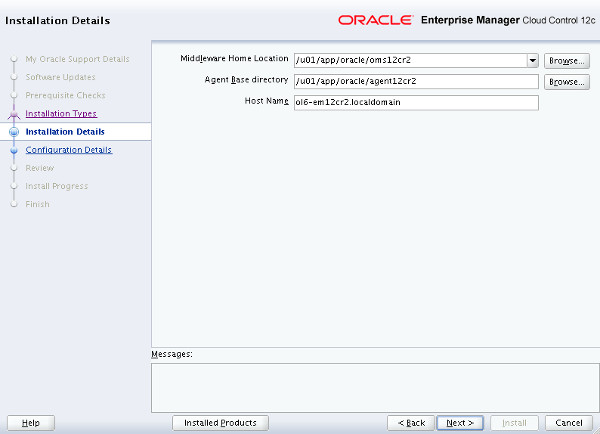 Installation Details
ORACLE Enterprise Manager Cloud Control 12c
My Oracle Support Details
Software Updates
Prerequisite Checks
Installation Types
Installation Details
Configuration Details
Review
Install Progress
Finish
Middleware Home Location /u01/app/oracle/oms12cr2 Browse...
Agent Base directory /u01/app/oracle/agent12cr2 Browse...
Host Name ol6-em12cr2.localdomain
Messages:
Help Installed Products < Back Next > Install Cancel